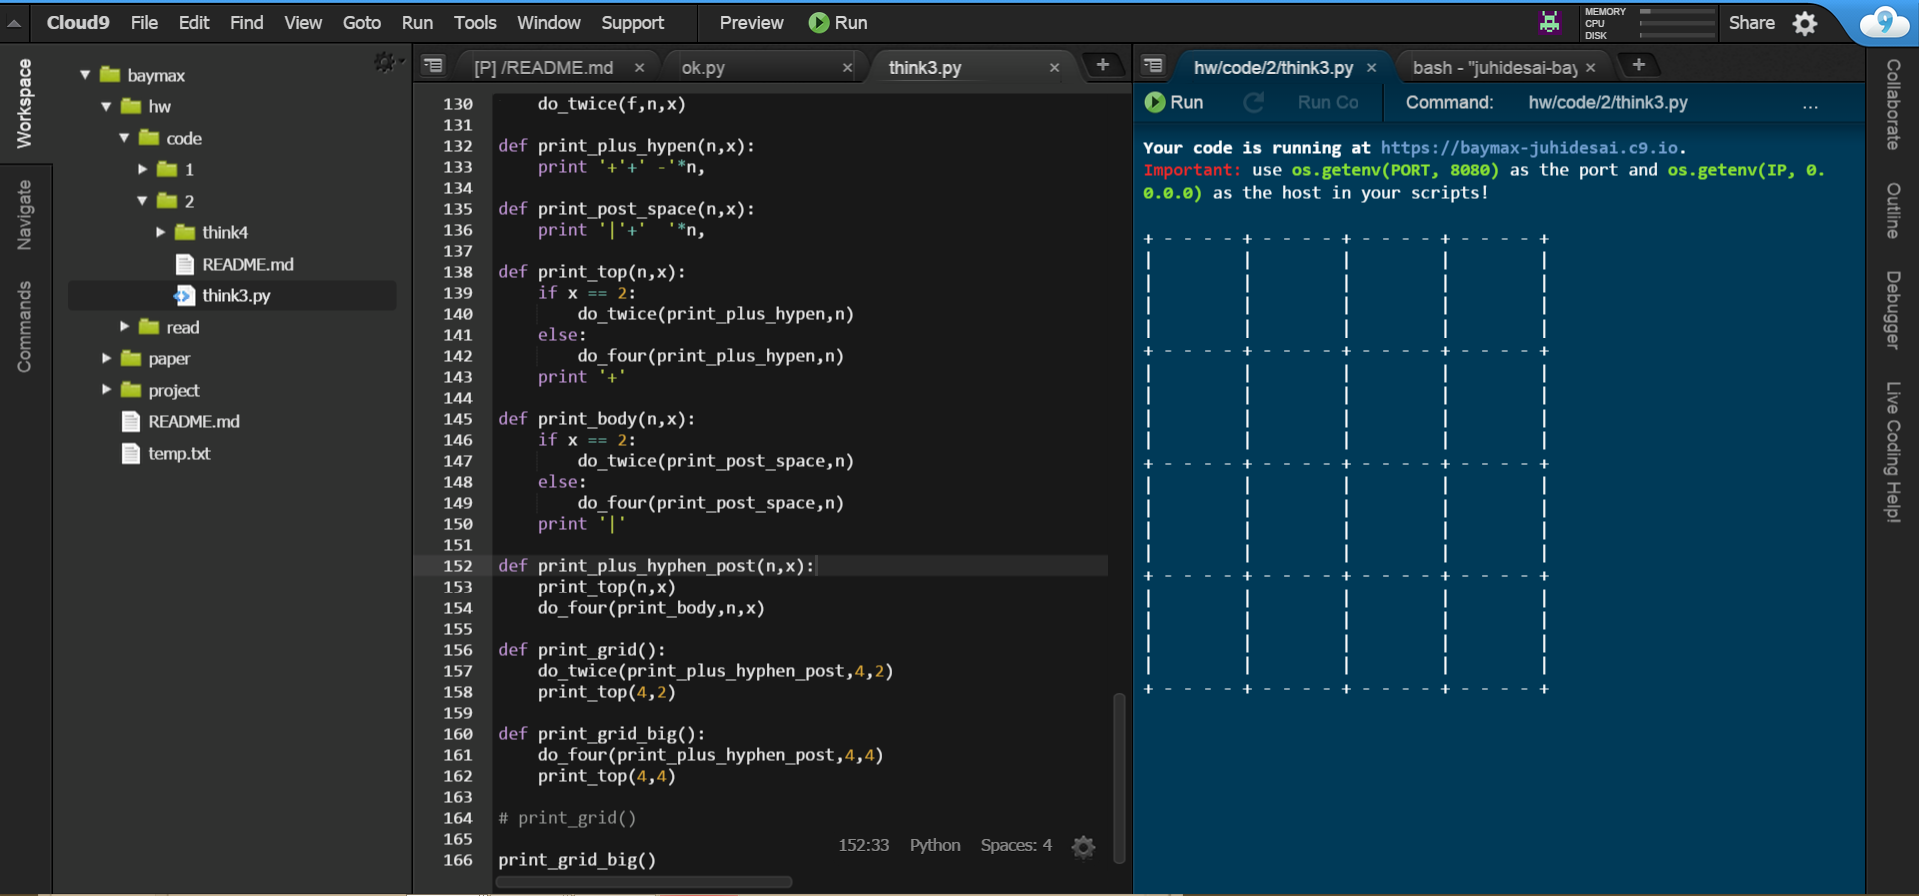 Cloud9 File Edit Find View Goto Run Tools Window Support Preview Run MEMORY CPU DISK Share
Workspace
Navigate
Commands
baymax
hw
code
1
2
think4
README.md
think3.py
read
paper
project
README.md
temp.txt
[P] /README.md × ok.py × think3.py × +
130 do_twice(f,n,x)
131
132 def print_plus_hypen(n,x):
133 print '+'+' -'*n,
134
135 def print_post_space(n,x):
136 print '|'+'  '*n,
137
138 def print_top(n,x):
139 if x == 2:
140 do_twice(print_plus_hypen,n)
141 else:
142 do_four(print_plus_hypen,n)
143 print '+'
144
145 def print_body(n,x):
146 if x == 2:
147 do_twice(print_post_space,n)
148 else:
149 do_four(print_post_space,n)
150 print '|'
151
152 def print_plus_hyphen_post(n,x):
153 print_top(n,x)
154 do_four(print_body,n,x)
155
156 def print_grid():
157 do_twice(print_plus_hyphen_post,4,2)
158 print_top(4,2)
159
160 def print_grid_big():
161 do_four(print_plus_hyphen_post,4,4)
162 print_top(4,4)
163
164 # print_grid()
165
166 print_grid_big()
152:33 Python Spaces: 4
hw/code/2/think3.py × bash - "juhidesai-bay × +
Run Run Co Command: hw/code/2/think3.py ...
Your code is running at https://baymax-juhidesai.c9.io.
Important: use os.getenv(PORT, 8080) as the port and os.getenv(IP, 0.
0.0.0) as the host in your scripts!
+ - - - - + - - - - + - - - - + - - - - +
|         |         |         |         |
|         |         |         |         |
|         |         |         |         |
|         |         |         |         |
+ - - - - + - - - - + - - - - + - - - - +
|         |         |         |         |
|         |         |         |         |
|         |         |         |         |
|         |         |         |         |
+ - - - - + - - - - + - - - - + - - - - +
|         |         |         |         |
|         |         |         |         |
|         |         |         |         |
|         |         |         |         |
+ - - - - + - - - - + - - - - + - - - - +
|         |         |         |         |
|         |         |         |         |
|         |         |         |         |
|         |         |         |         |
+ - - - - + - - - - + - - - - + - - - - +
Collaborate
Outline
Debugger
Live Coding Help!
9